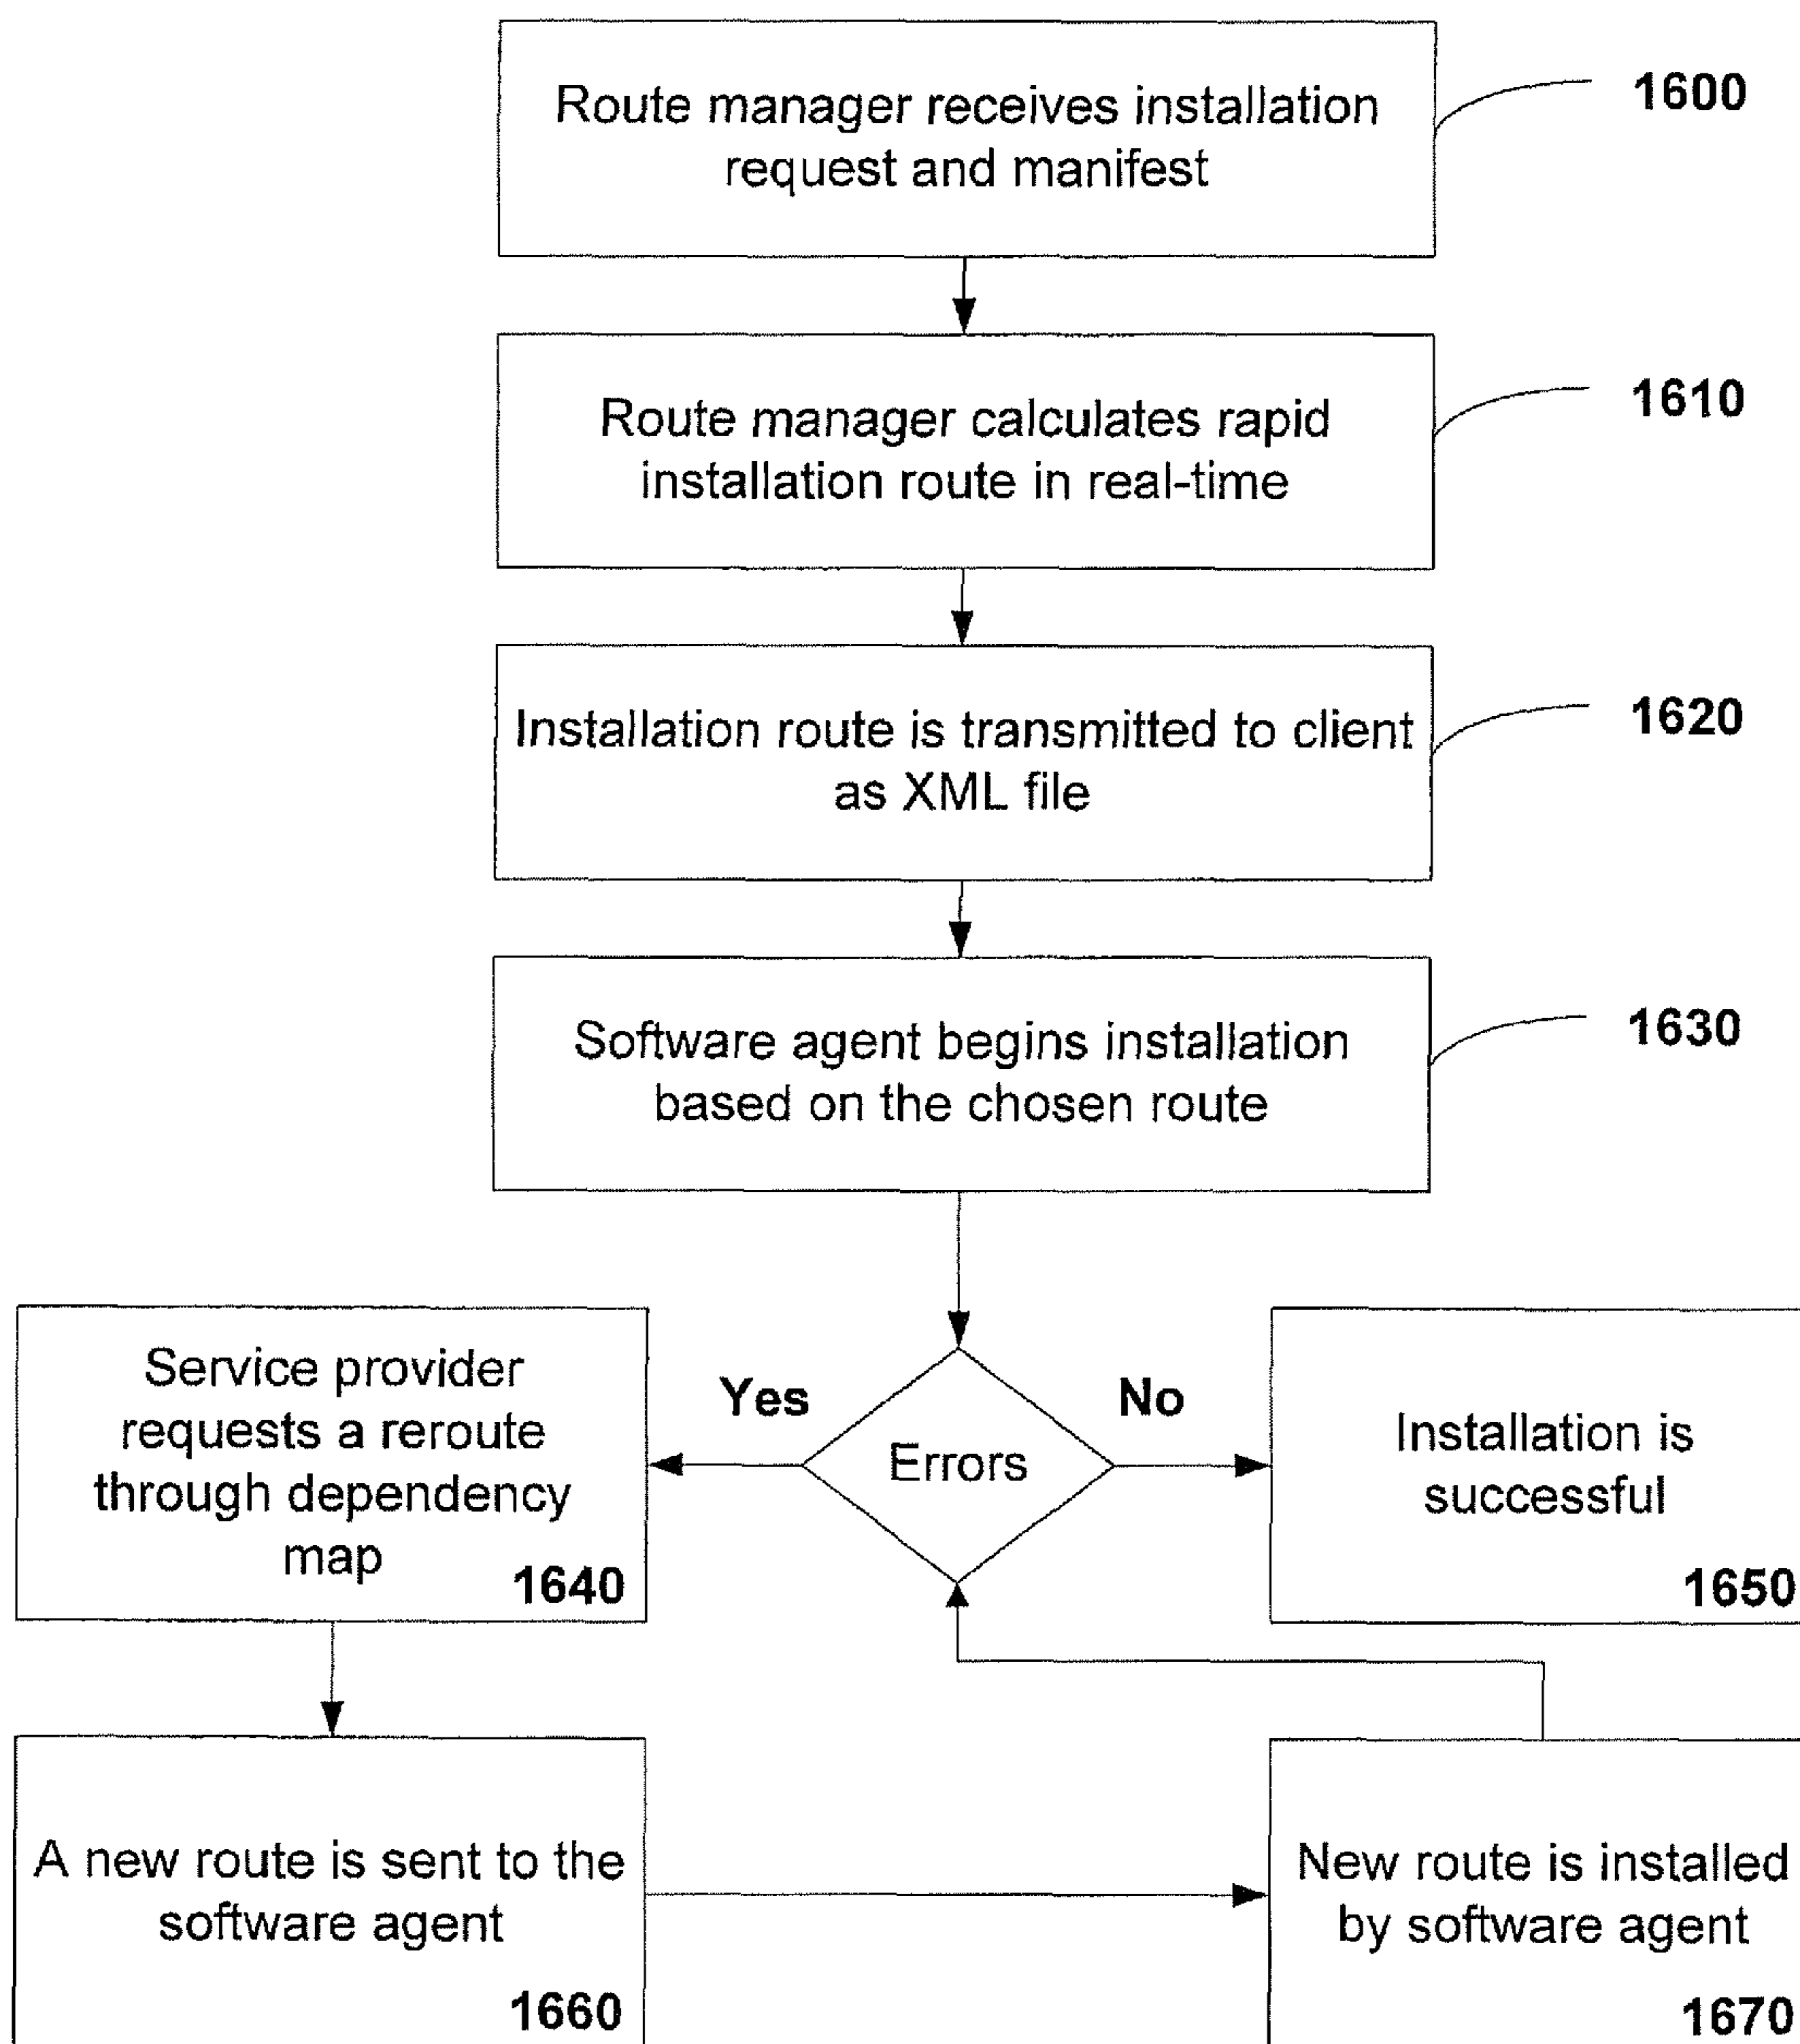 Route manager receives installation
request and manifest
1600
Route manager calculates rapid
installation route in real-time
1610
Installation route is transmitted to client
as XML file
1620
Software agent begins installation
based on the chosen route
1630
Service provider
requests a reroute
through dependency
map
1640
Yes
Errors
No
Installation is
successful
1650
A new route is sent to the
software agent
1660
New route is installed
by software agent
1670